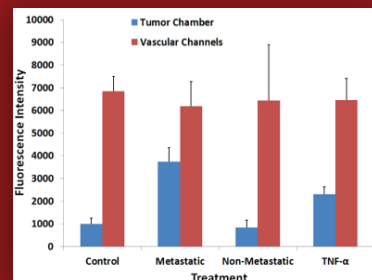 10000
9000
8000
7000
6000
5000
4000
3000
2000
1000
0
Fluorescence Intensity
Tumor Chamber
Vascular Channels
Control Metastatic Non-Metastatic TNF-α
Treatment